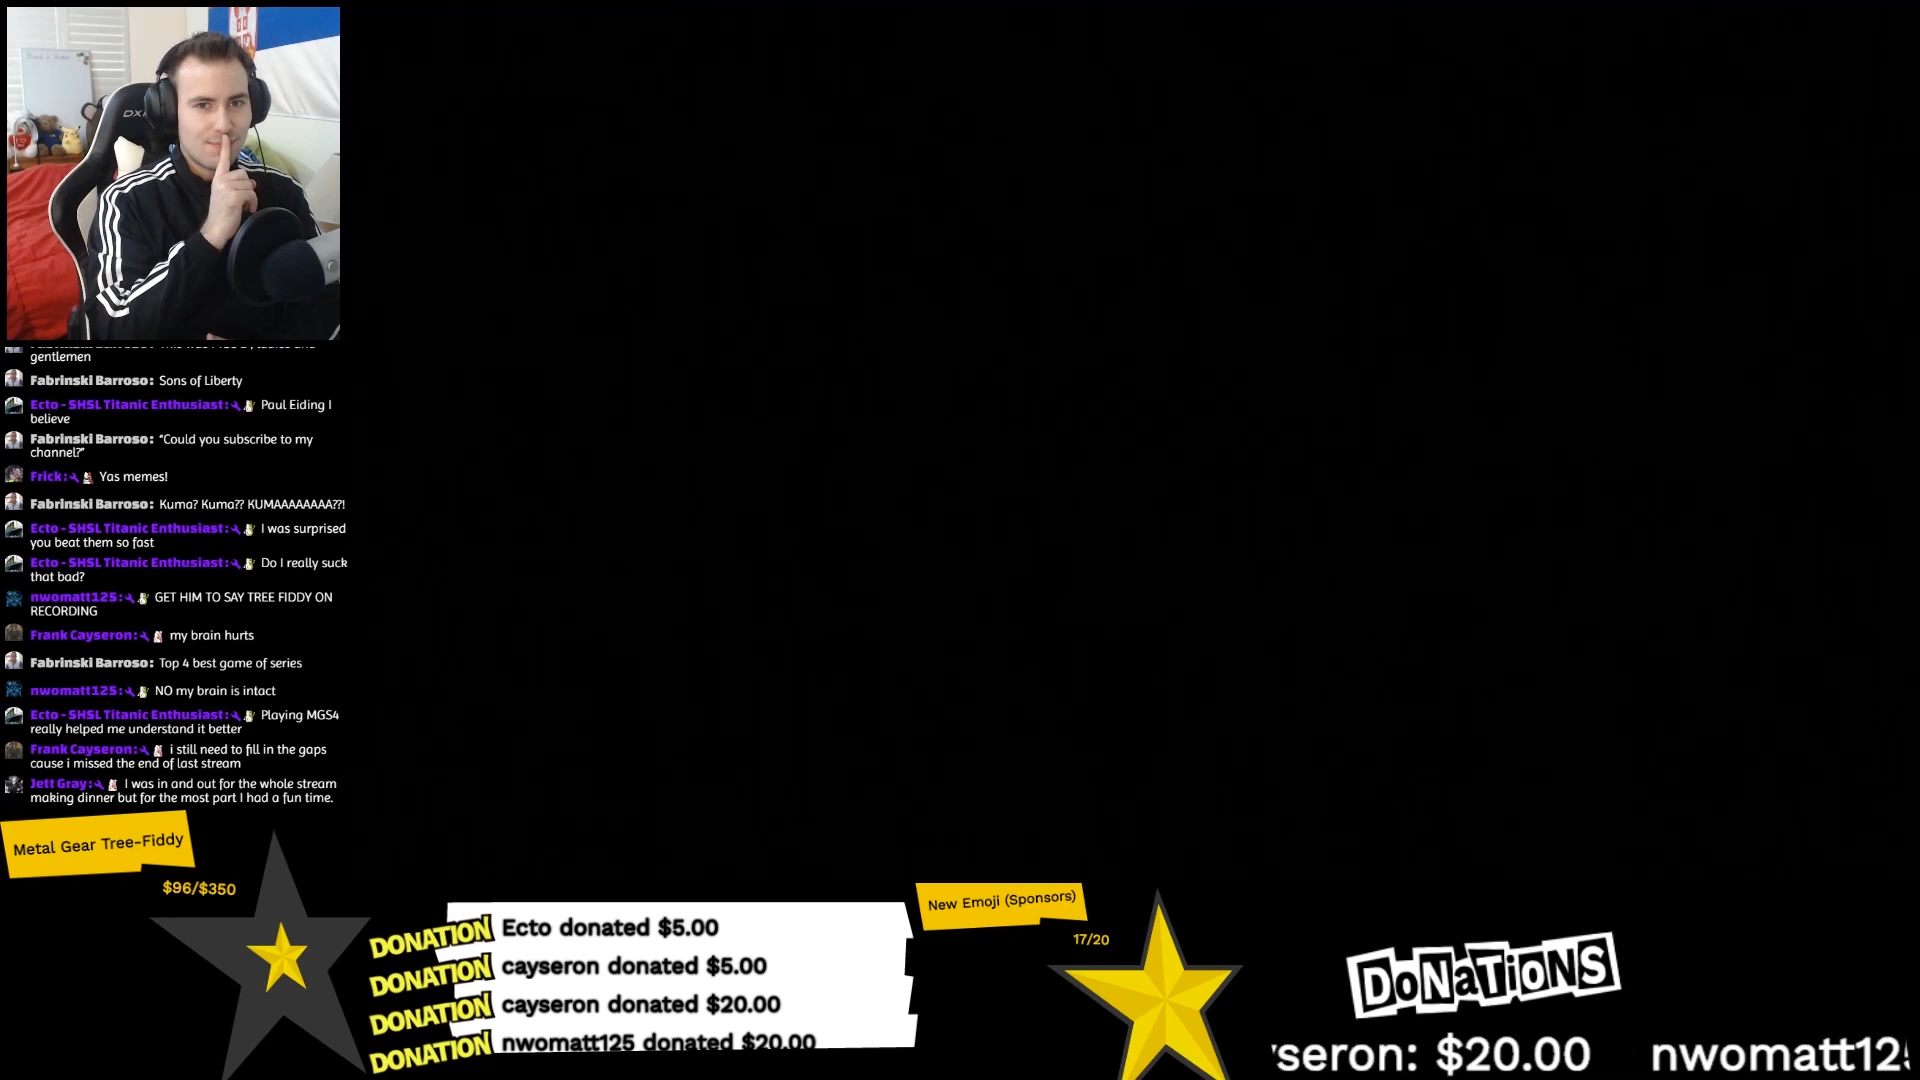 DX
gentlemen
Fabrinski Barroso: Sons of Liberty
Ecto - SHSL Titanic Enthusiast: Paul Eiding I
believe
Fabrinski Barroso: “Could you subscribe to my
channel?”
Frick: Yas memes!
Fabrinski Barroso: Kuma? Kuma?? KUMAAAAAAAA??!
Ecto - SHSL Titanic Enthusiast: I was surprised
you beat them so fast
Ecto - SHSL Titanic Enthusiast: Do I really suck
that bad?
nwomatt125: GET HIM TO SAY TREE FIDDY ON
RECORDING
Frank Cayseron: my brain hurts
Fabrinski Barroso: Top 4 best game of series
nwomatt125: NO my brain is intact
Ecto - SHSL Titanic Enthusiast: Playing MGS4
really helped me understand it better
Frank Cayseron: i still need to fill in the gaps
cause i missed the end of last stream
Jett Gray: I was in and out for the whole stream
making dinner but for the most part I had a fun time.
Metal Gear Tree-Fiddy
$96/$350
DONATION Ecto donated $5.00
DONATION cayseron donated $5.00
DONATION cayseron donated $20.00
DONATION nwomatt125 donated $20.00
New Emoji (Sponsors)
17/20
DoNaTioNS
seron: $20.00 nwomatt12